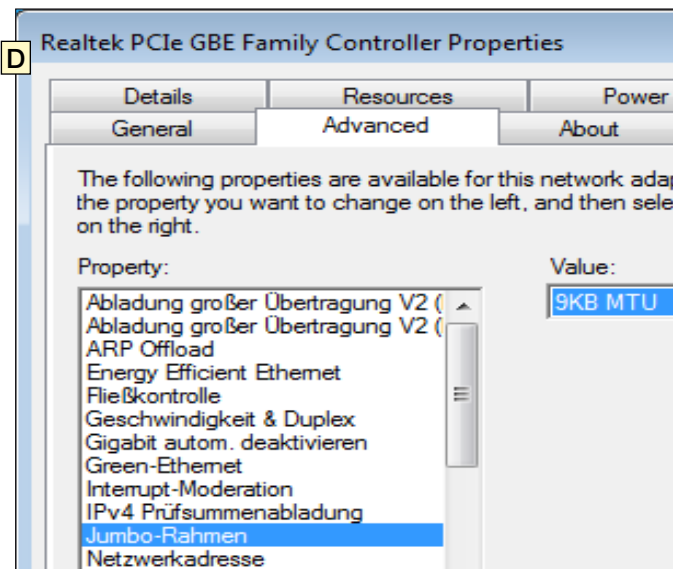 Realtek PCIe GBE Family Controller Properties
D
Details Resources Power
General Advanced About
The following properties are available for this network adap
the property you want to change on the left, and then sele
on the right.
Property: Value:
Abladung großer Übertragung V2 ( 9KB MTU
Abladung großer Übertragung V2 (
ARP Offload
Energy Efficient Ethernet
Fließkontrolle
Geschwindigkeit & Duplex
Gigabit autom. deaktivieren
Green-Ethernet
Interrupt-Moderation
IPv4 Prüfsummenabladung
Jumbo-Rahmen
Netzwerkadresse